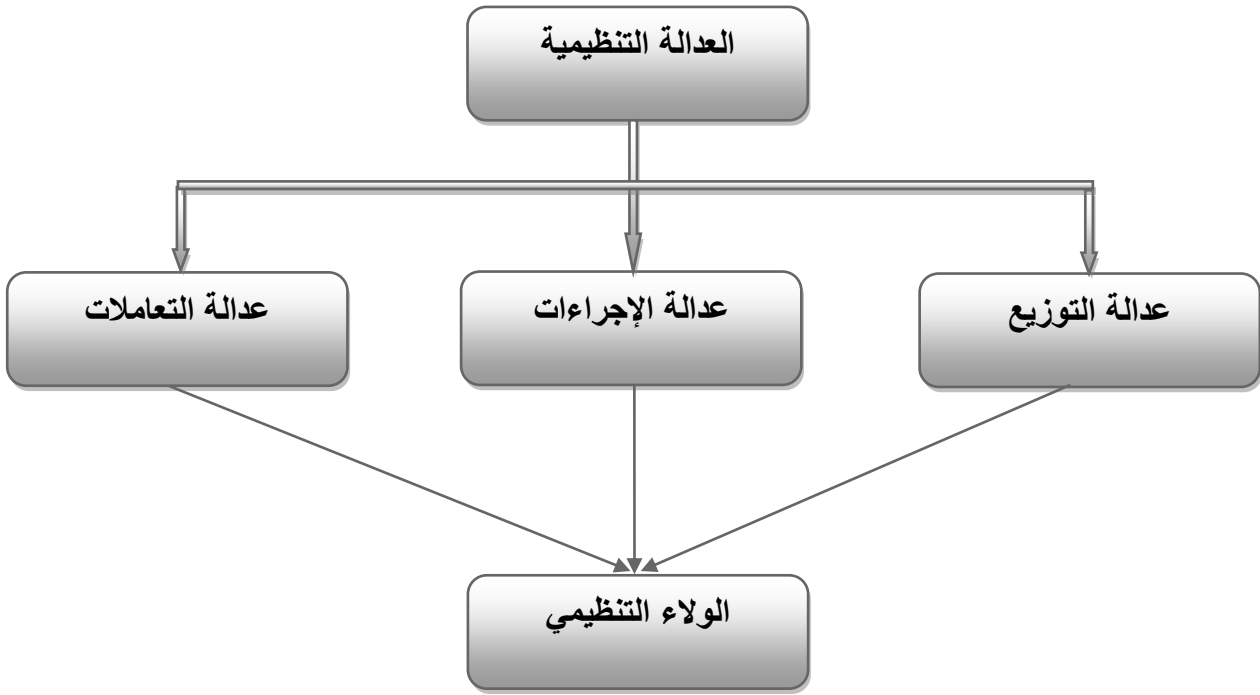 العدالة التنظيمية
عدالة التوزيع
عدالة الإجراءات
عدالة التعاملات
الولاء التنظيمي